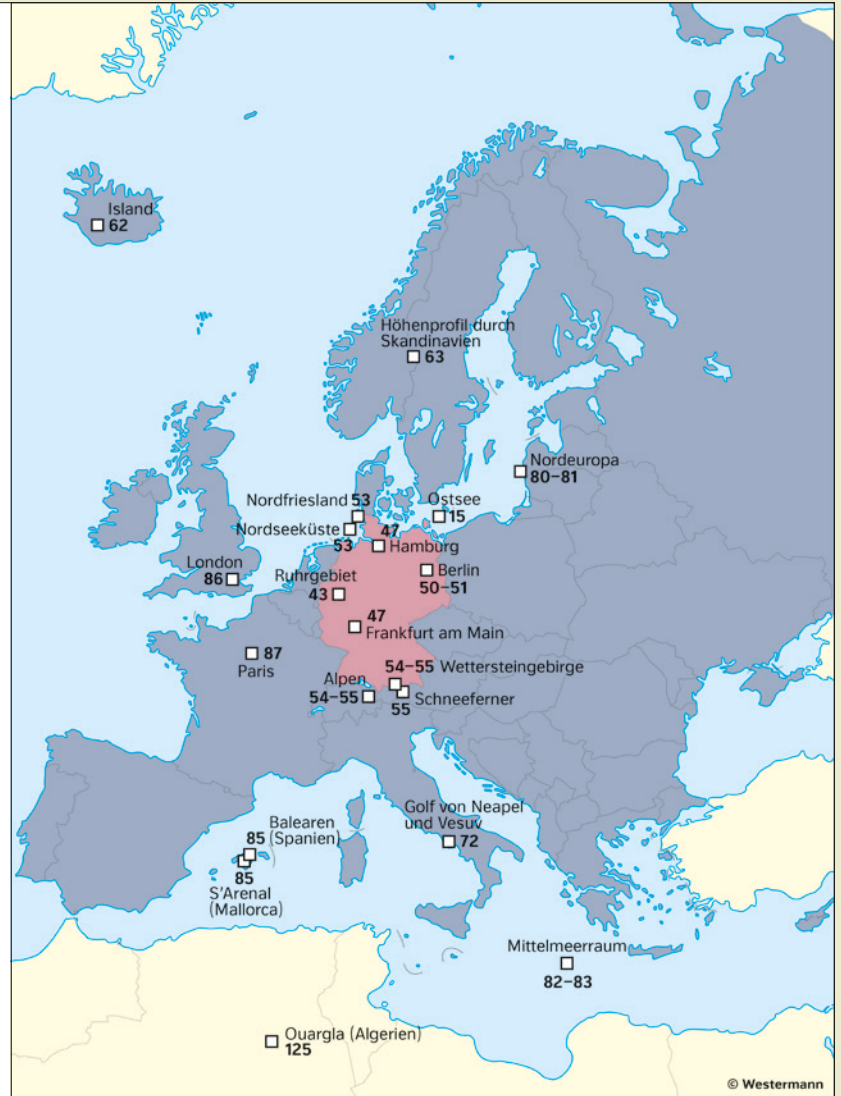 Island
62
Höhenprofil durch
Skandinavien
63
Nordeuropa
80–81
Nordfriesland 53
Ostsee
15
Nordseeküste
53
47
Hamburg
London
86
Ruhrgebiet
43
Berlin
50–51
47
Frankfurt am Main
87
Paris
54–55 Wettersteingebirge
Alpen
54–55
Schneeferner
55
Golf von Neapel
und Vesuv
72
Balearen
85 (Spanien)
85
S'Arenal
(Mallorca)
Mittelmeerraum
82–83
Ouargla (Algerien)
125
© Westermann